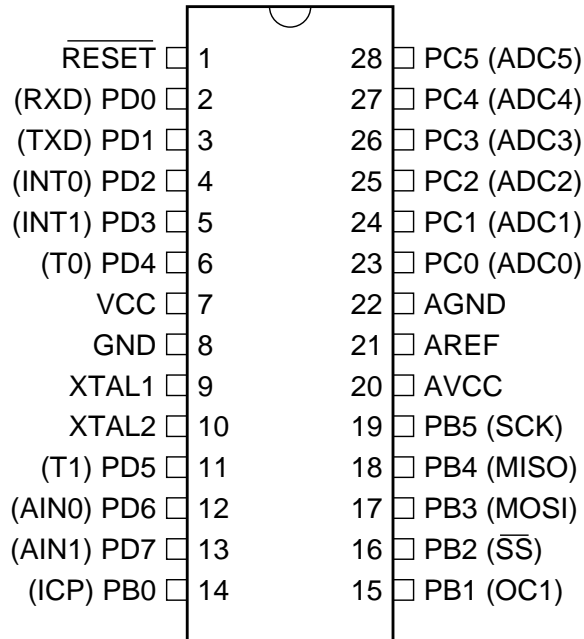 RESET 1 28 PC5 (ADC5)
(RXD) PD0 2 27 PC4 (ADC4)
(TXD) PD1 3 26 PC3 (ADC3)
(INT0) PD2 4 25 PC2 (ADC2)
(INT1) PD3 5 24 PC1 (ADC1)
(T0) PD4 6 23 PC0 (ADC0)
VCC 7 22 AGND
GND 8 21 AREF
XTAL1 9 20 AVCC
XTAL2 10 19 PB5 (SCK)
(T1) PD5 11 18 PB4 (MISO)
(AIN0) PD6 12 17 PB3 (MOSI)
(AIN1) PD7 13 16 PB2 (SS)
(ICP) PB0 14 15 PB1 (OC1)